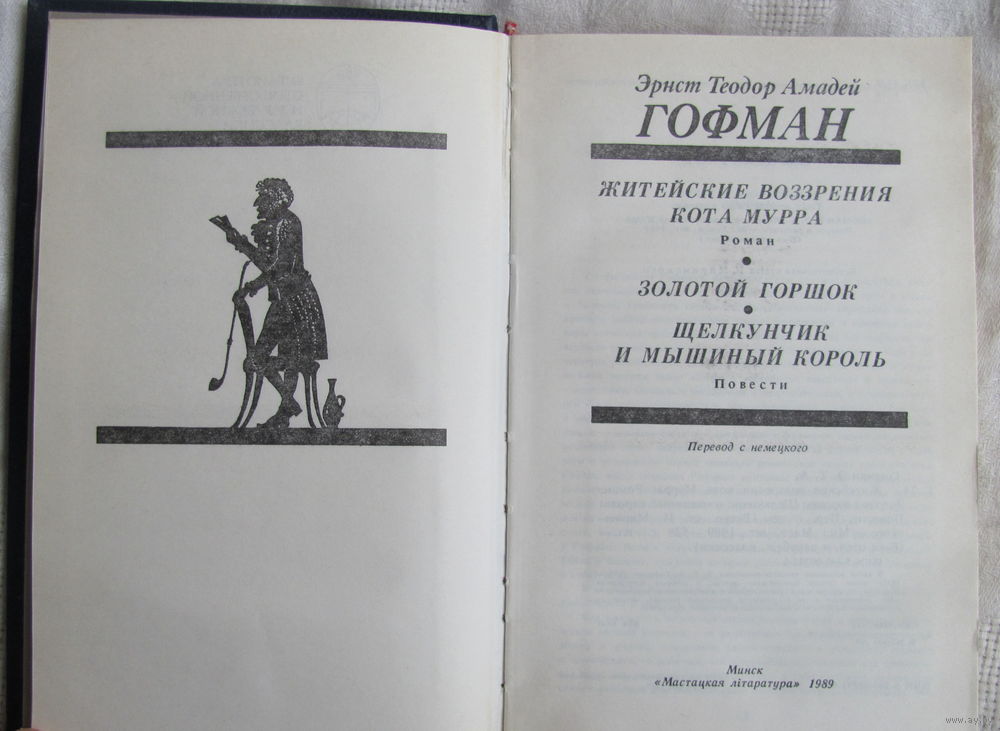 Эрнст Теодор Амадей
ГОФМАН
ЖИТЕЙСКИЕ ВОЗЗРЕНИЯ
КОТА МУРРА
Роман
•
ЗОЛОТОЙ ГОРШОК
•
ЩЕЛКУНЧИК
И МЫШИНЫЙ КОРОЛЬ
Повести
Перевод с немецкого
Минск
«Мастацкая літаратура» 1989